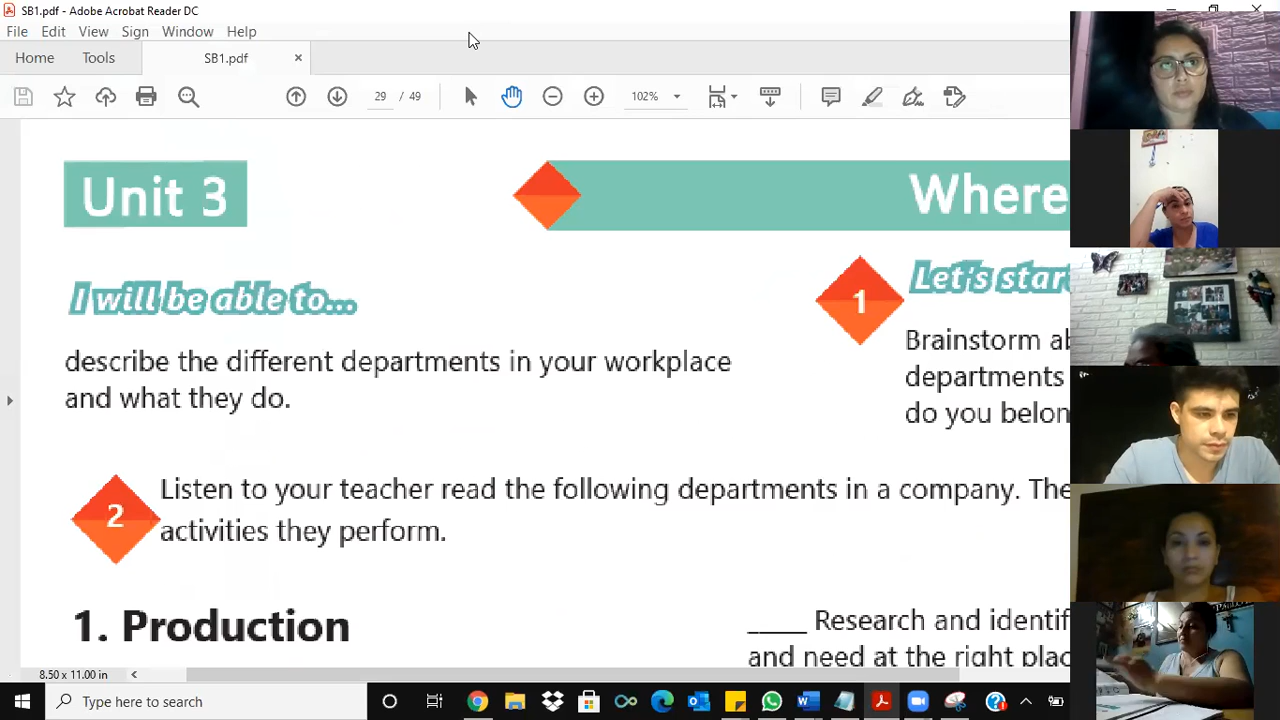 SB1.pdf - Adobe Acrobat Reader DC
File Edit View Sign Window Help
Home Tools SB1.pdf ×
29 / 49 102%
Unit 3 Where
I will be able to...
describe the different departments in your workplace
and what they do.
1 Let's start
Brainstorm ab
departments
do you belon
2 Listen to your teacher read the following departments in a company. The
activities they perform.
1. Production
____ Research and identif
and need at the right plac
8.50 x 11.00 in
Type here to search